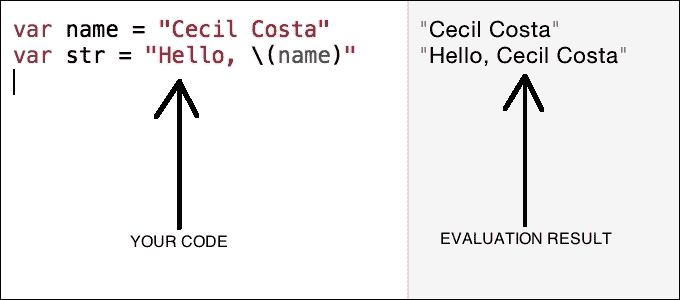 var name = "Cecil Costa"
var str = "Hello, \(name)"
YOUR CODE
"Cecil Costa"
"Hello, Cecil Costa"
EVALUATION RESULT